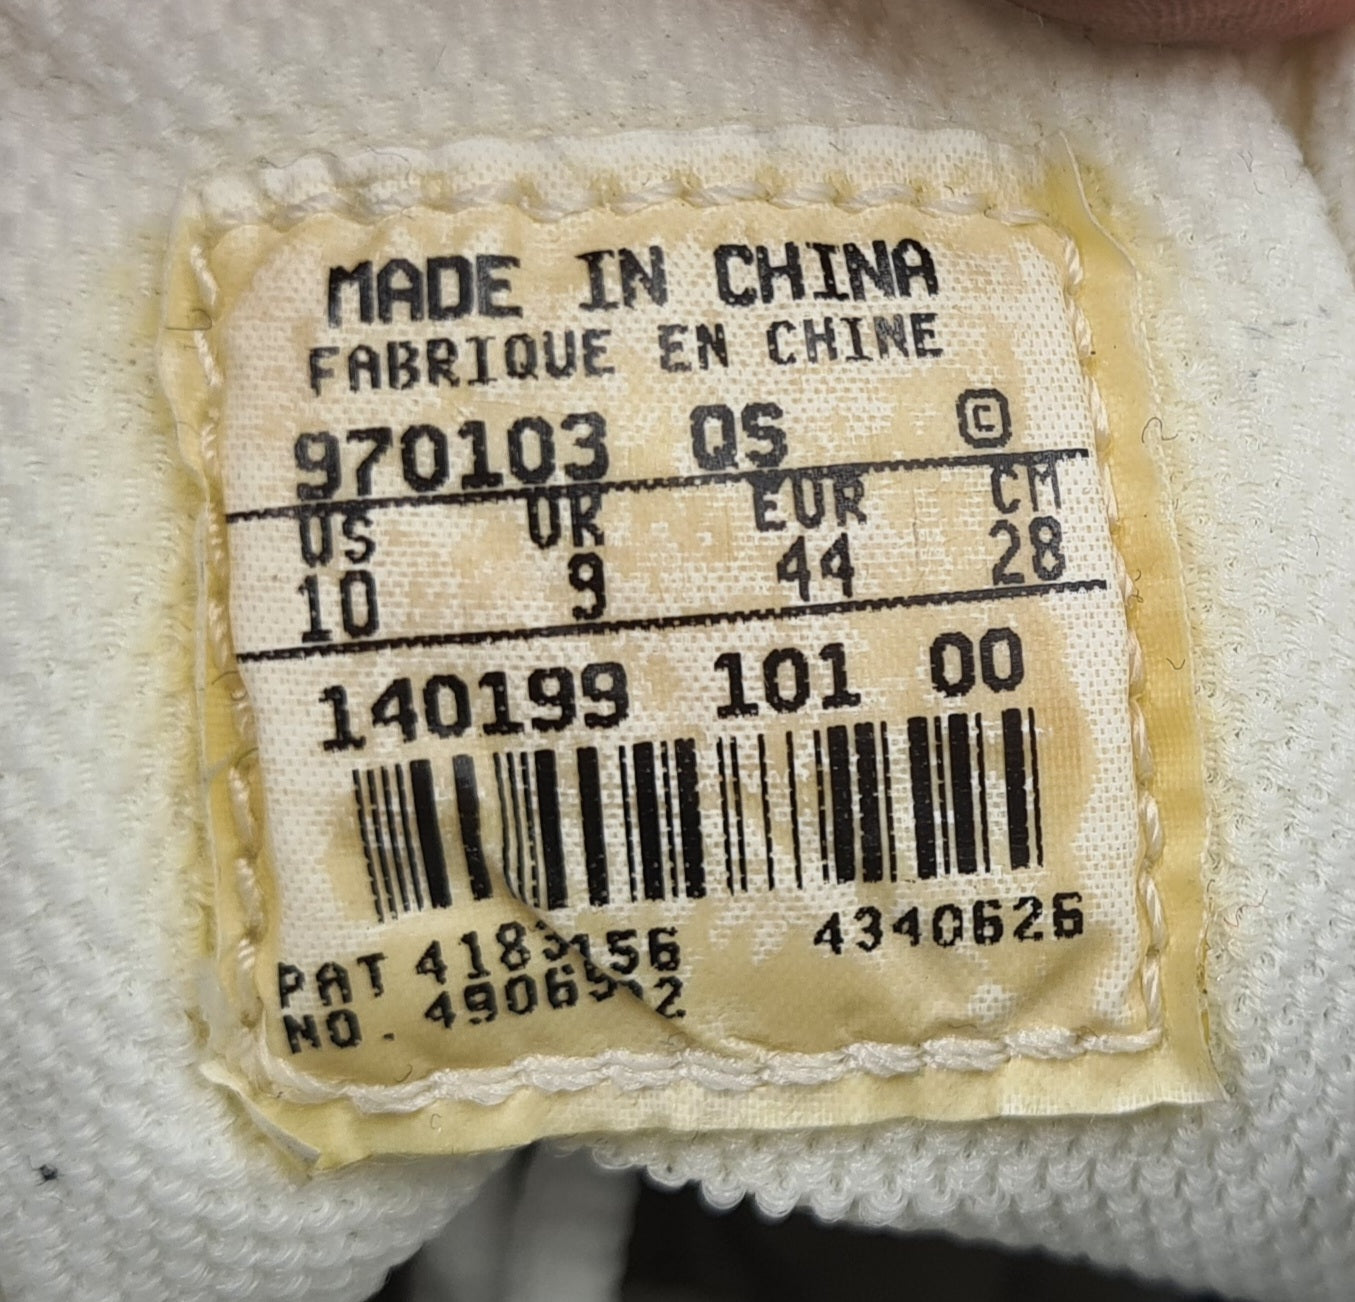 MADE IN CHINA
FABRIQUE EN CHINE
970103 QS ©
US UK EUR CM
10 9 44 28
140199 101 00
PAT 4183156 4340626
NO.